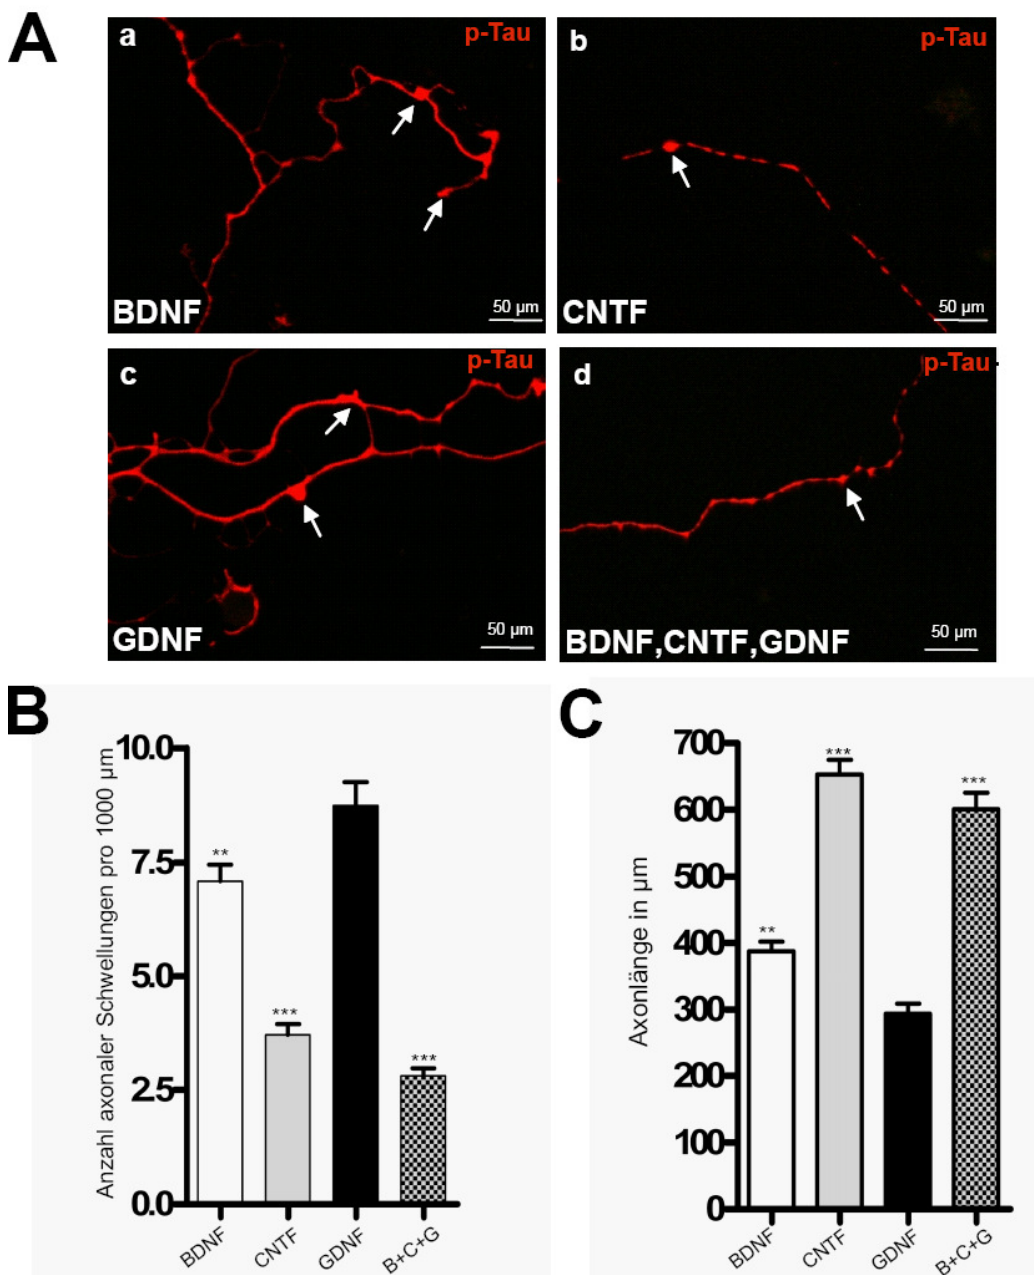 A
a
p-Tau
BDNF
50 µm
b
p-Tau
CNTF
50 µm
c
p-Tau
GDNF
50 µm
d
p-Tau
BDNF,CNTF,GDNF
50 µm
B
Anzahl axonaler Schwellungen pro 1000 µm
10.0
7.5
5.0
2.5
0.0
**
***
***
BDNF
CNTF
GDNF
B+C+G
C
Axonlänge in µm
700
600
500
400
300
200
100
0
**
***
***
BDNF
CNTF
GDNF
B+C+G